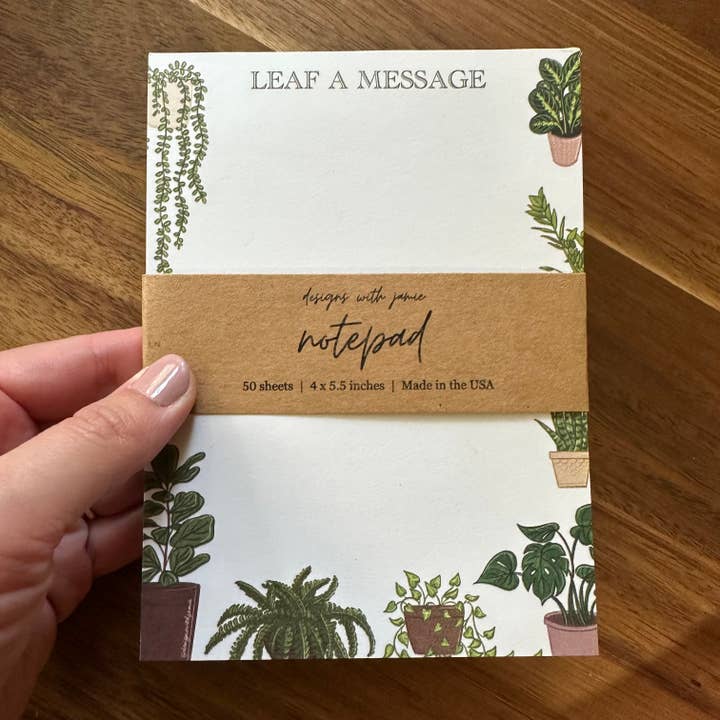 LEAF A MESSAGE
designs with jamie
notepad
50 sheets | 4 x 5.5 inches | Made in the USA